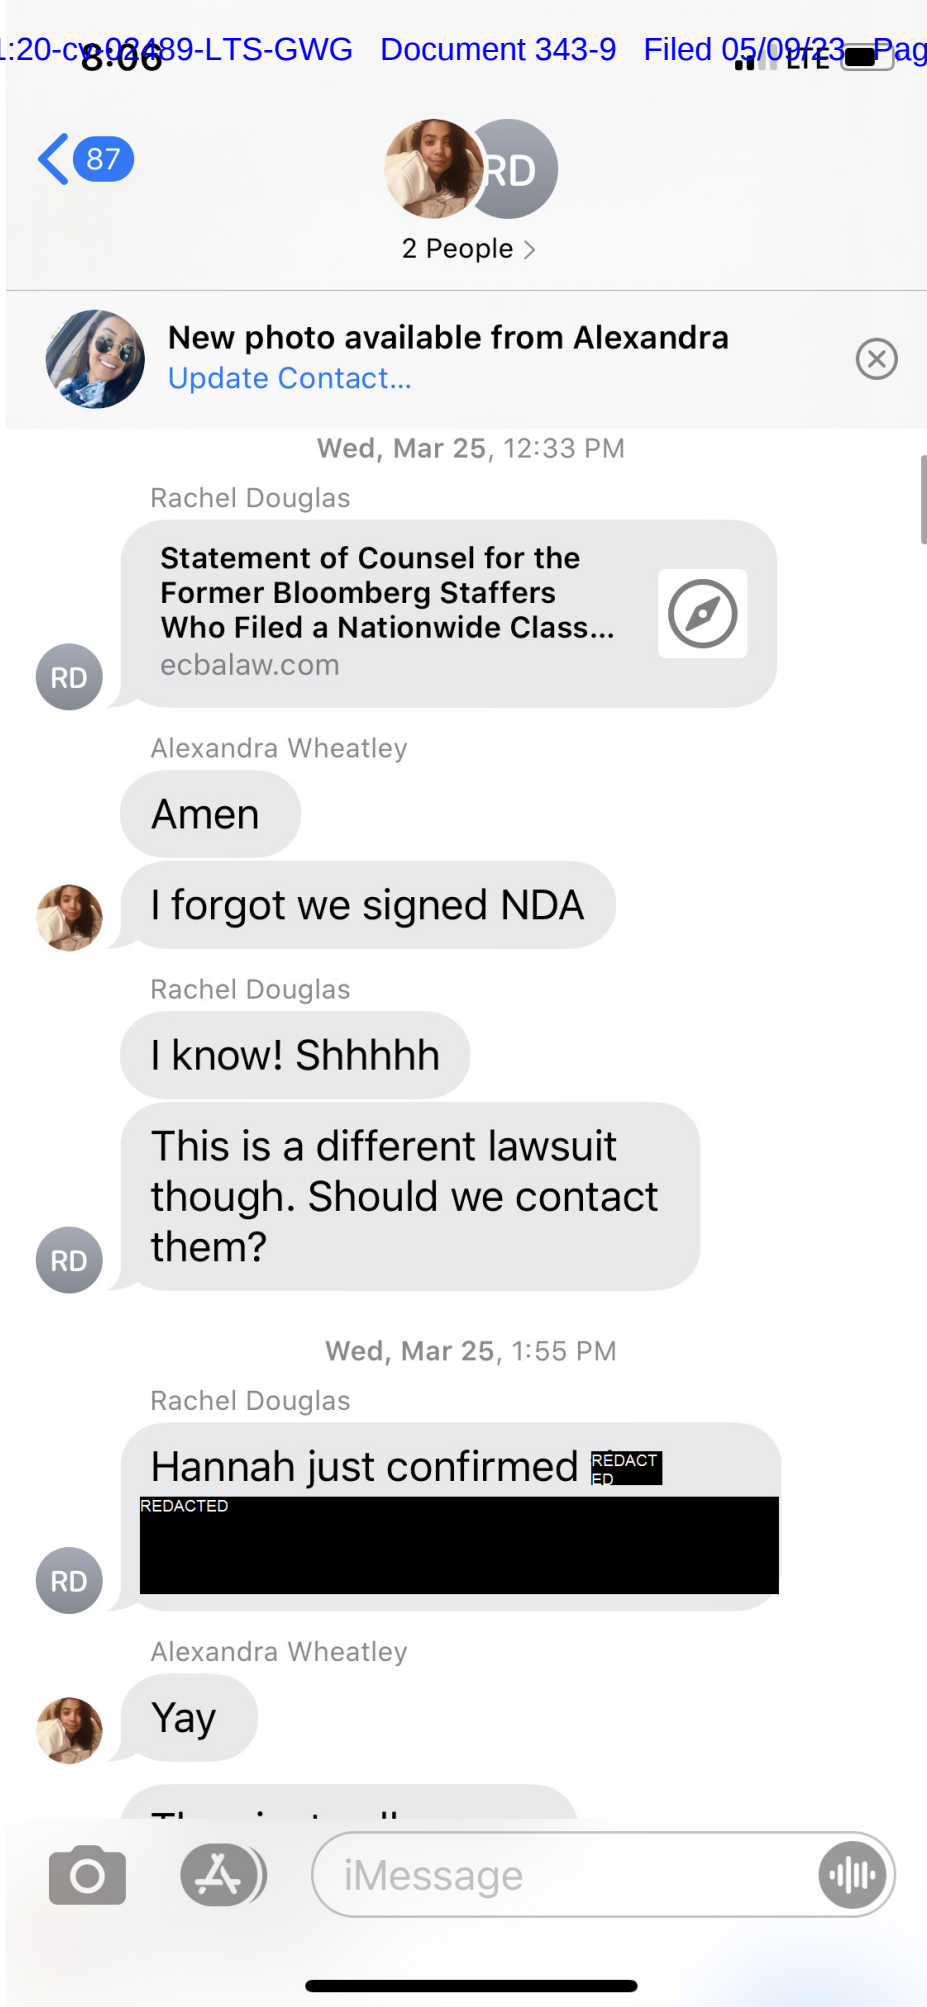 1:20-cv-02489-LTS-GWG Document 343-9 Filed 05/09/23 Pag
8:06
LTE
87
RD
2 People
New photo available from Alexandra
Update Contact...
Wed, Mar 25, 12:33 PM
Rachel Douglas
Statement of Counsel for the
Former Bloomberg Staffers
Who Filed a Nationwide Class...
ecbalaw.com
RD
Alexandra Wheatley
Amen
I forgot we signed NDA
Rachel Douglas
I know! Shhhhh
This is a different lawsuit
though. Should we contact
them?
RD
Wed, Mar 25, 1:55 PM
Rachel Douglas
Hannah just confirmed
REDACT
ED
REDACTED
RD
Alexandra Wheatley
Yay
iMessage